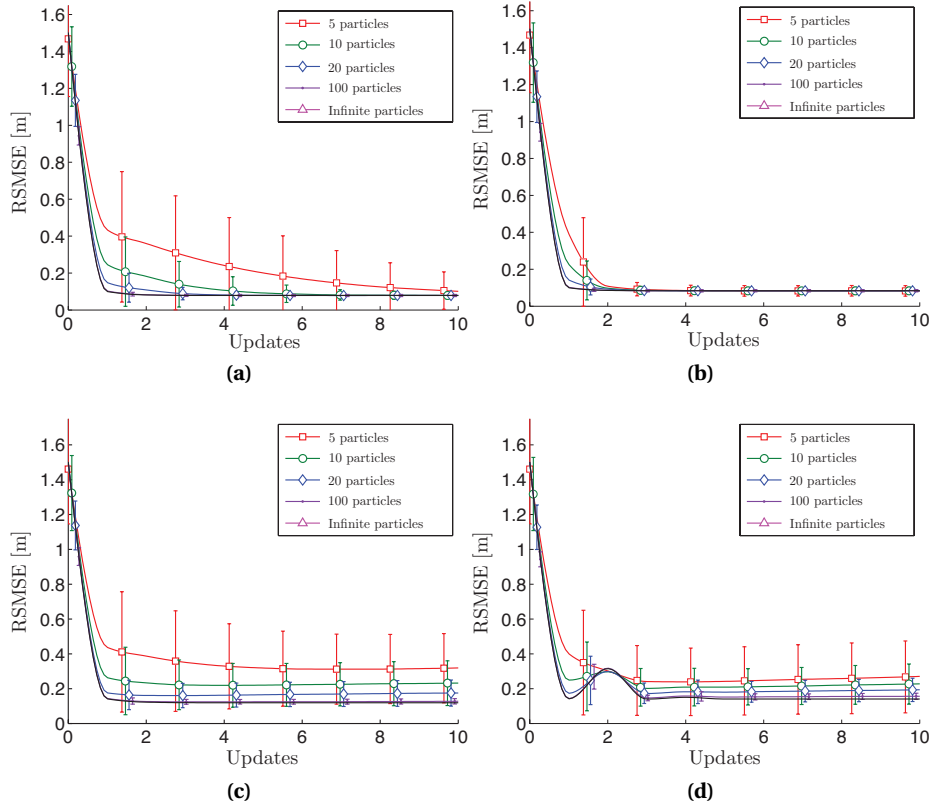 1.6
1.4
1.2
1
0.8
0.6
0.4
0.2
0
RSMSE [m]
5 particles
10 particles
20 particles
100 particles
Infinite particles
0 2 4 6 8 10
Updates
(a)
1.6
1.4
1.2
1
0.8
0.6
0.4
0.2
0
RSMSE [m]
5 particles
10 particles
20 particles
100 particles
Infinite particles
0 2 4 6 8 10
Updates
(b)
1.6
1.4
1.2
1
0.8
0.6
0.4
0.2
0
RSMSE [m]
5 particles
10 particles
20 particles
100 particles
Infinite particles
0 2 4 6 8 10
Updates
(c)
1.6
1.4
1.2
1
0.8
0.6
0.4
0.2
0
RSMSE [m]
5 particles
10 particles
20 particles
100 particles
Infinite particles
0 2 4 6 8 10
Updates
(d)